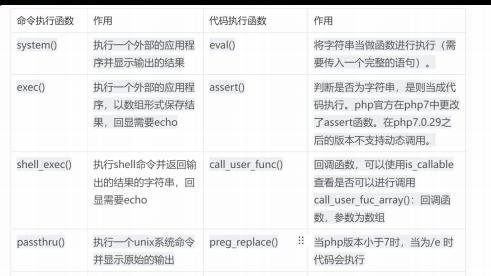 命令执行函数 作用 代码执行函数 作用
system() 执行一个外部的应用程 eval() 将字符串当做函数进行执行（需
序并显示输出的结果 要传入一个完整的语句）。
exec() 执行一个外部的应用程 assert() 判断是否为字符串，是则当成代
序，以数组形式保存结 码执行。php官方在php7中更改
果，回显需要echo 了assert函数。在php7.0.29之
后的版本不支持动态调用。
shell_exec() 执行shell命令并返回输 call_user_func() 回调函数，可以使用is_callable
出的结果的字符串，回 查看是否可以进行调用
显需要echo call_user_fuc_array()：回调函
数，参数为数组
passthru() 执行一个unix系统命令 preg_replace() 当php版本小于7时，当为/e 时
并显示原始的输出 代码会执行